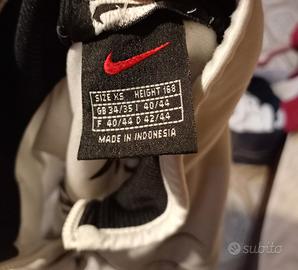 SIZE XS HEIGHT 168
GB 34/35 I 40/44
F 40/44 D 42/44
MADE IN INDONESIA
subito